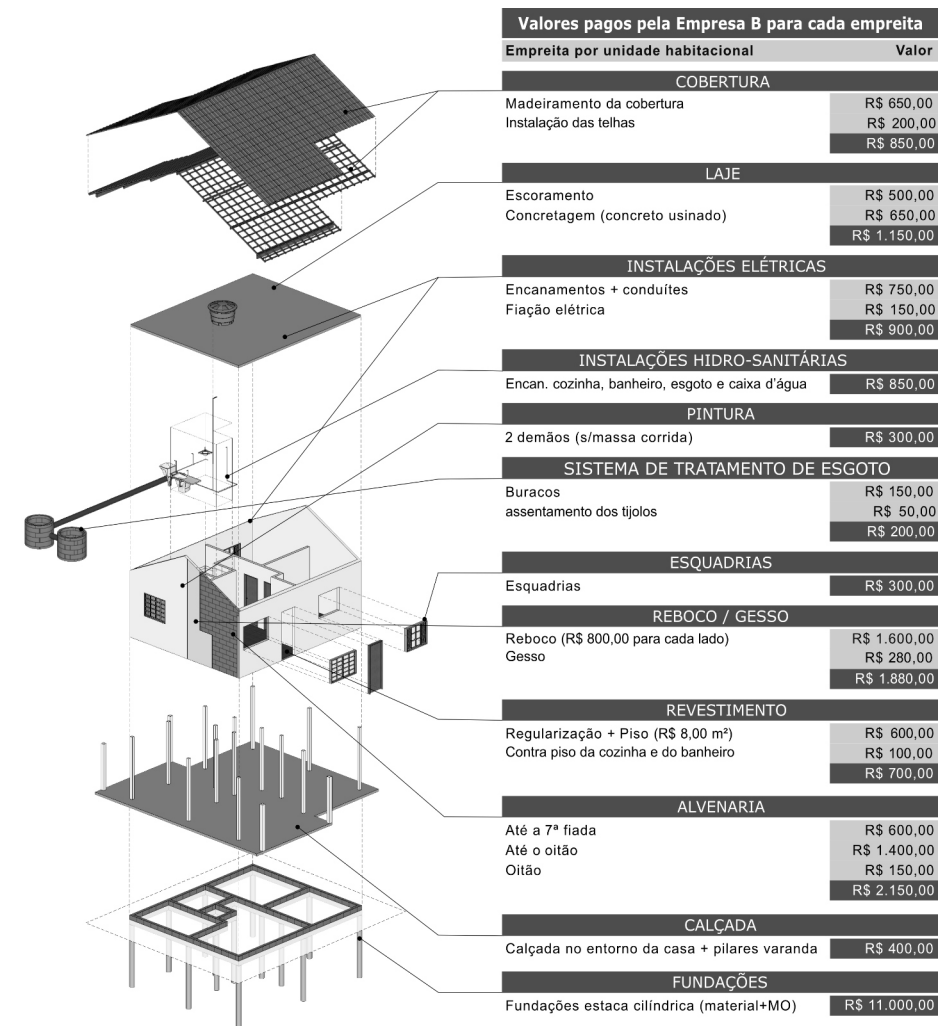 Valores pagos pela Empresa B para cada empreita
Empreita por unidade habitacional Valor
COBERTURA
Madeiramento da cobertura R$ 650,00
Instalação das telhas R$ 200,00
R$ 850,00
LAJE
Escoramento R$ 500,00
Concretagem (concreto usinado) R$ 650,00
R$ 1.150,00
INSTALAÇÕES ELÉTRICAS
Encanamentos + conduítes R$ 750,00
Fiação elétrica R$ 150,00
R$ 900,00
INSTALAÇÕES HIDRO-SANITÁRIAS
Encan. cozinha, banheiro, esgoto e caixa d'água R$ 850,00
PINTURA
2 demãos (s/massa corrida) R$ 300,00
SISTEMA DE TRATAMENTO DE ESGOTO
Buracos R$ 150,00
assentamento dos tijolos R$ 50,00
R$ 200,00
ESQUADRIAS
Esquadrias R$ 300,00
REBOCO / GESSO
Reboco (R$ 800,00 para cada lado) R$ 1.600,00
Gesso R$ 280,00
R$ 1.880,00
REVESTIMENTO
Regularização + Piso (R$ 8,00 m²) R$ 600,00
Contra piso da cozinha e do banheiro R$ 100,00
R$ 700,00
ALVENARIA
Até a 7ª fiada R$ 600,00
Até o oitão R$ 1.400,00
Oitão R$ 150,00
R$ 2.150,00
CALÇADA
Calçada no entorno da casa + pilares varanda R$ 400,00
FUNDAÇÕES
Fundações estaca cilíndrica (material+MO) R$ 11.000,00